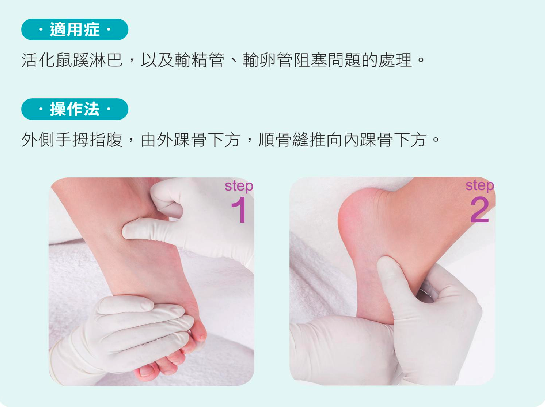 ·適用症·
活化鼠蹊淋巴，以及輸精管、輸卵管阻塞問題的處理。
·操作法·
外側手拇指腹，由外踝骨下方，順骨縫推向內踝骨下方。
step
1
step
2